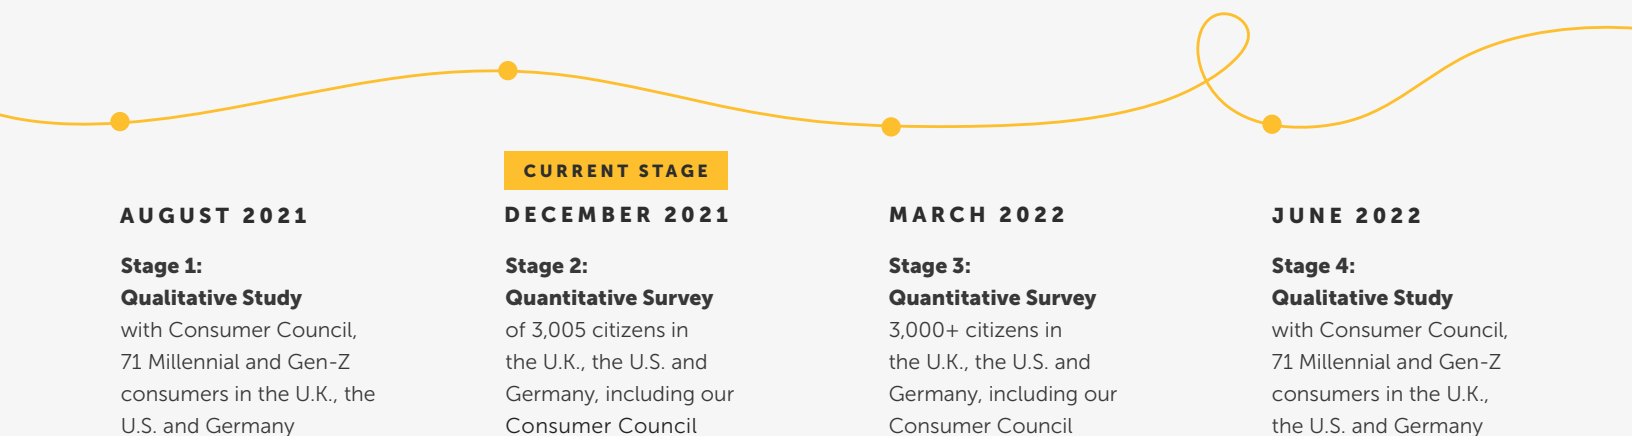 CURRENT STAGE
AUGUST 2021
Stage 1:
Qualitative Study
with Consumer Council,
71 Millennial and Gen-Z
consumers in the U.K., the
U.S. and Germany
DECEMBER 2021
Stage 2:
Quantitative Survey
of 3,005 citizens in
the U.K., the U.S. and
Germany, including our
Consumer Council
MARCH 2022
Stage 3:
Quantitative Survey
3,000+ citizens in
the U.K., the U.S. and
Germany, including our
Consumer Council
JUNE 2022
Stage 4:
Qualitative Study
with Consumer Council,
71 Millennial and Gen-Z
consumers in the U.K.,
the U.S. and Germany